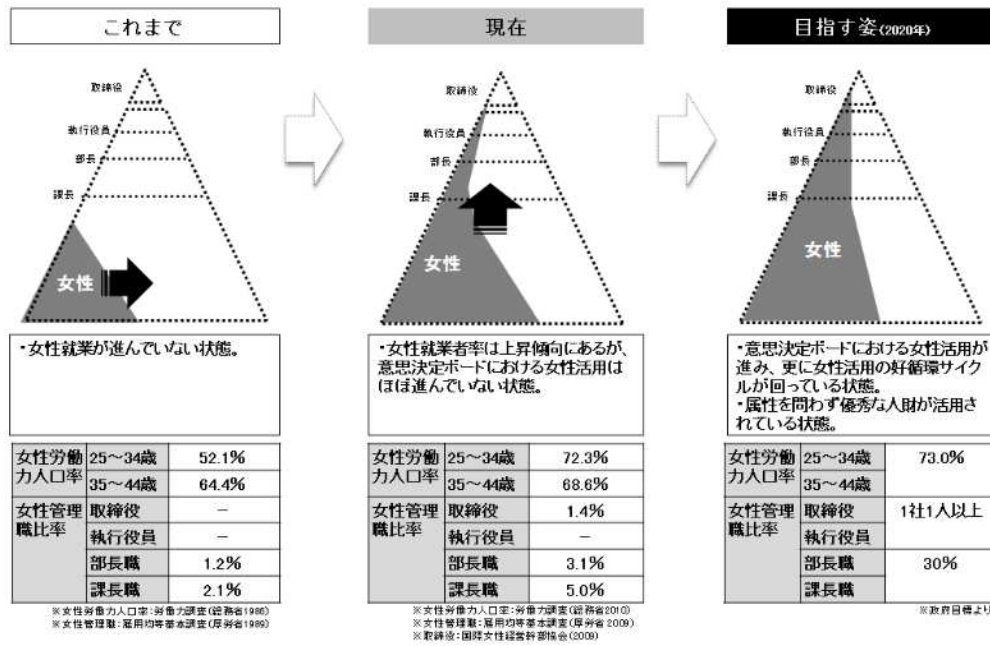 これまで
現在
目指す姿(2020年)
取締役
執行役員
部長
課長
女性
取締役
執行役員
部長
課長
女性
取締役
執行役員
部長
課長
女性
・女性就業が進んでいない状態。
・女性就業者率は上昇傾向にあるが、
意思決定ボードにおける女性活用は
ほぼ進んでいない状態。
・意思決定ボードにおける女性活用が
進み、更に女性活用の好循環サイク
ルが回っている状態。
・属性を問わず優秀な人財が活用さ
れている状態。
女性労働力人口率 25～34歳 52.1%
35～44歳 64.4%
女性管理職比率 取締役 －
執行役員 －
部長職 1.2%
課長職 2.1%
※女性労働力人口率:労働力調査(総務省1986)
※女性管理職:雇用均等基本調査(厚労省1989)
女性労働力人口率 25～34歳 72.3%
35～44歳 68.6%
女性管理職比率 取締役 1.4%
執行役員 －
部長職 3.1%
課長職 5.0%
※女性労働力人口率:労働力調査(総務省2010)
※女性管理職:雇用均等基本調査(厚労省2009)
※取締役:国際女性経営幹部協会(2009)
女性労働力人口率 25～34歳 73.0%
35～44歳
女性管理職比率 取締役 1社1人以上
執行役員
部長職 30%
課長職
※政府目標より